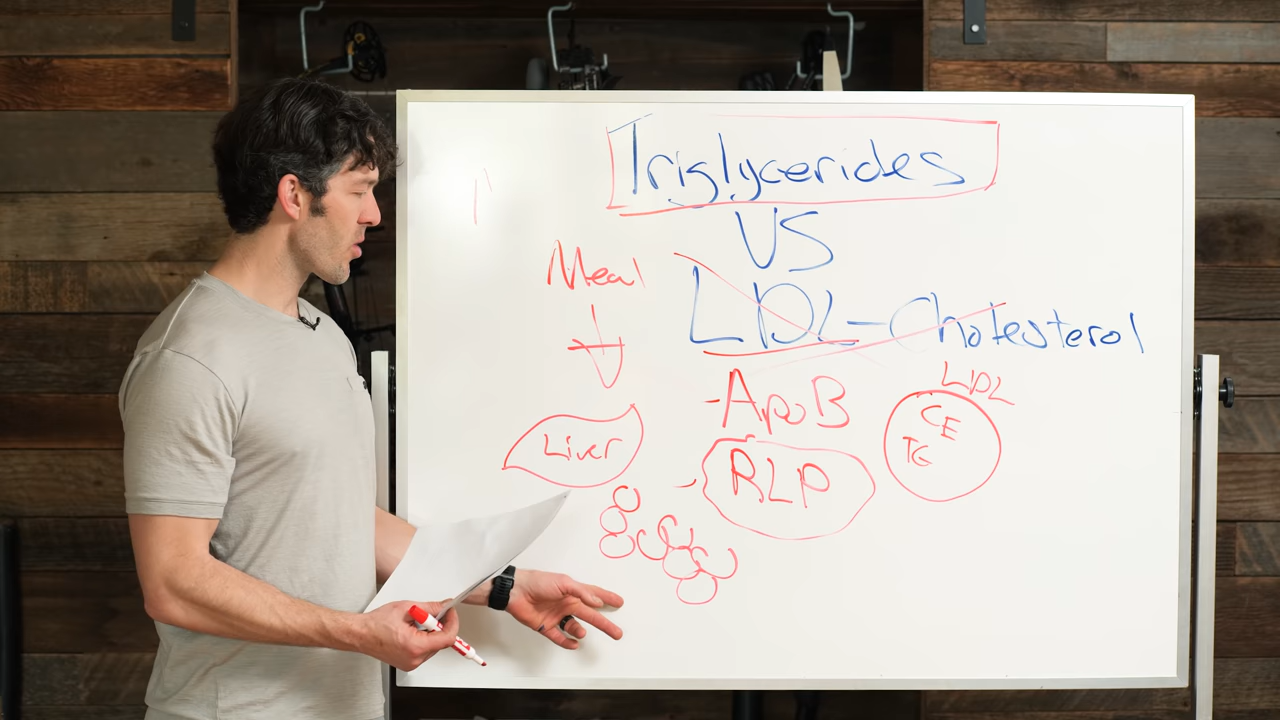 Triglycerides
VS
Meal
LDL-Cholesterol
ApoB
LDL
CE
TG
Liver
RLP